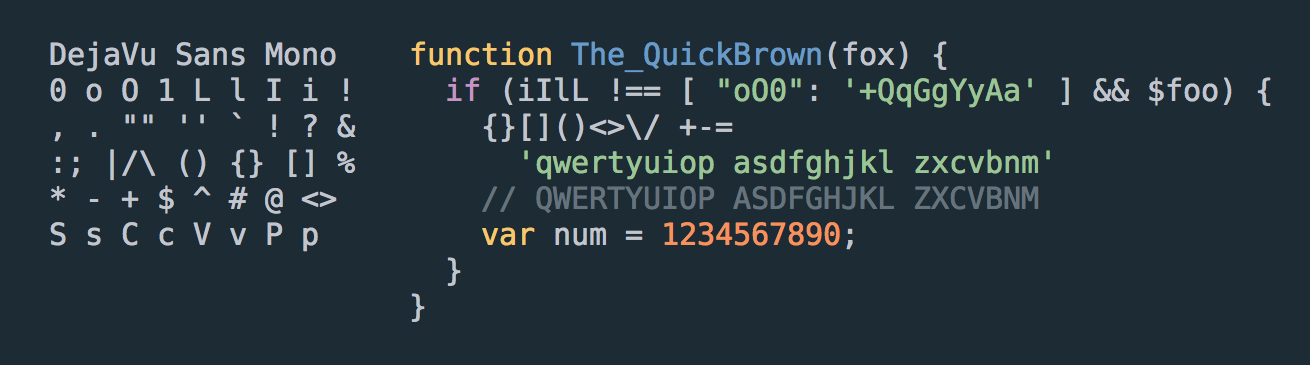 DejaVu Sans Mono    function The_QuickBrown(fox) {
0 o O 1 L l I i !     if (iIlL !== [ "oO0": '+QqGgYyAa' ] && $foo) {
, . "" '' ` ! ? &       {}[]()<>\/ +-=
:; |/\ () {} [] %         'qwertyuiop asdfghjkl zxcvbnm'
* - + $ ^ # @ <>        // QWERTYUIOP ASDFGHJKL ZXCVBNM
S s C c V v P p         var num = 1234567890;
                      }
                    }